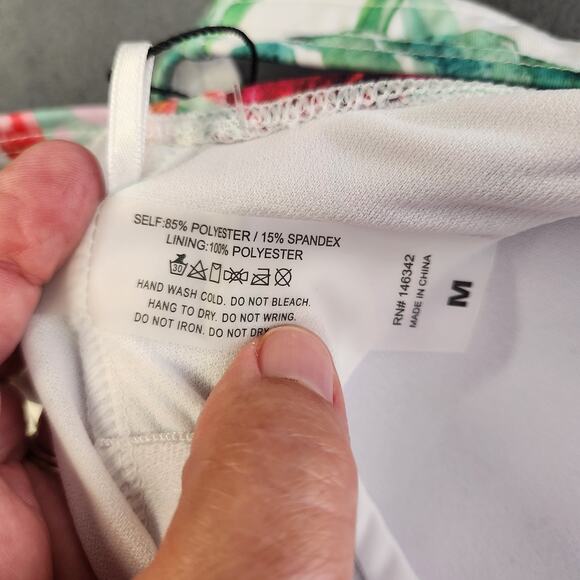 SELF:85% POLYESTER / 15% SPANDEX
LINING:100% POLYESTER
30
HAND WASH COLD. DO NOT BLEACH.
HANG TO DRY. DO NOT WRING.
DO NOT IRON. DO NOT DRY
RN# 146342
MADE IN CHINA
M